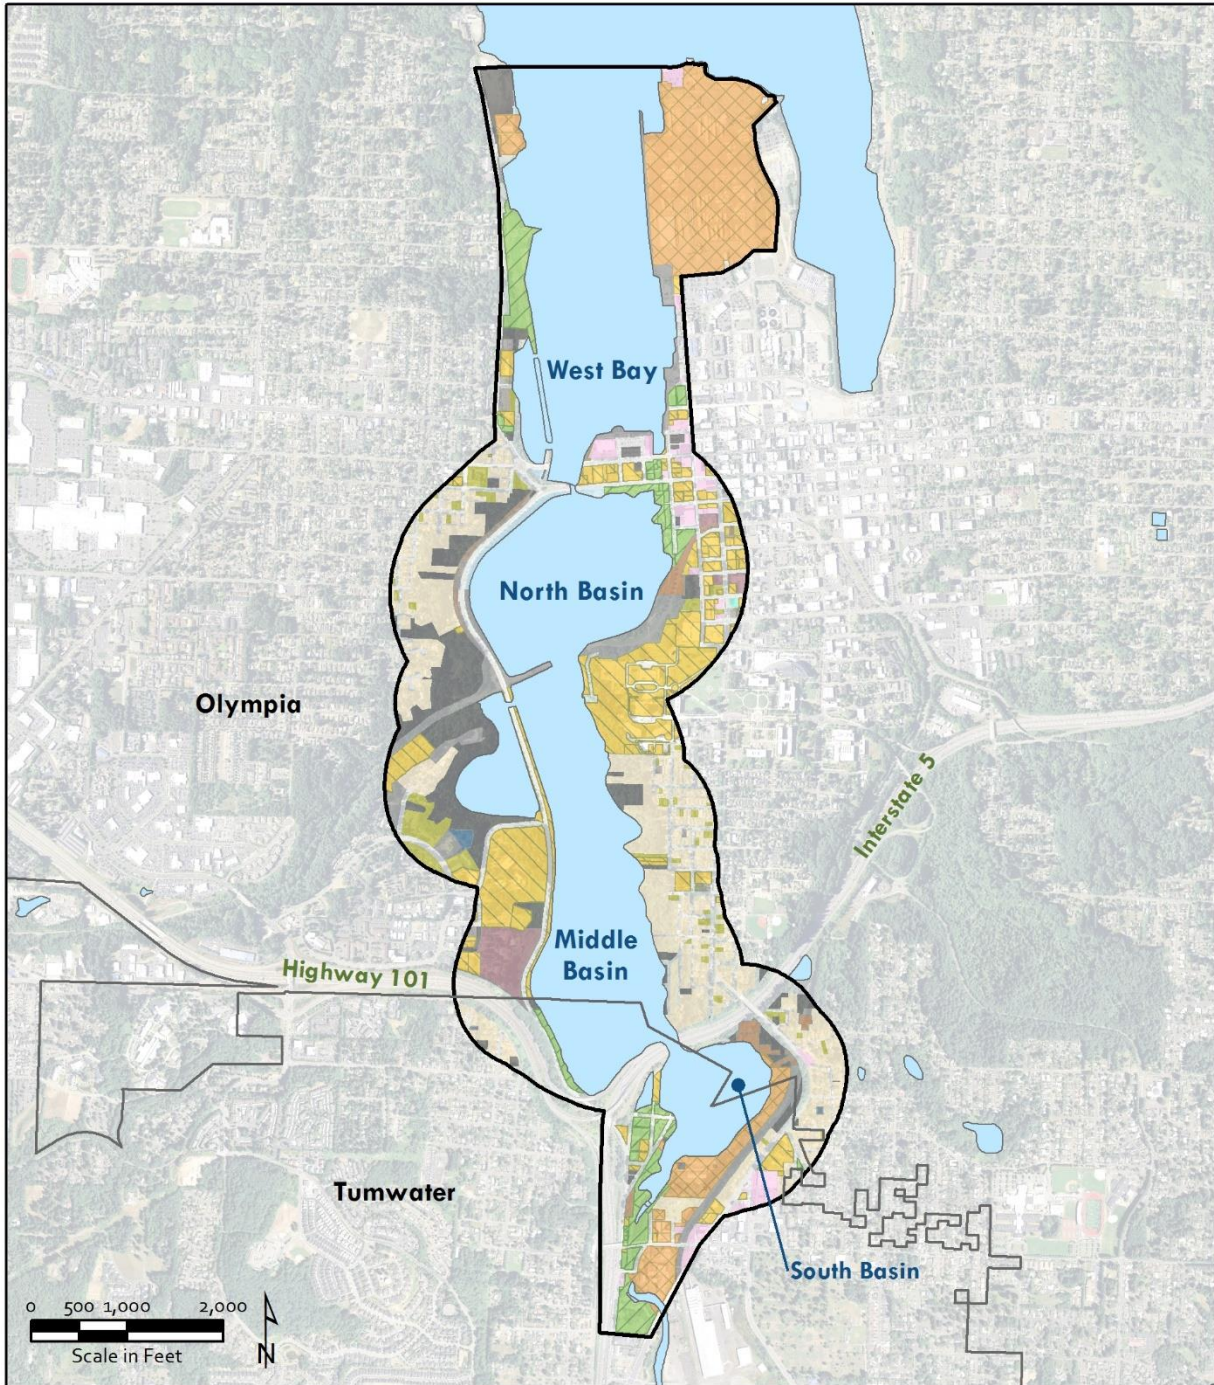 West Bay
North Basin
Olympia
Interstate 5
Middle
Basin
Highway 101
Tumwater
South Basin
0 500 1,000 2,000
Scale in Feet
N